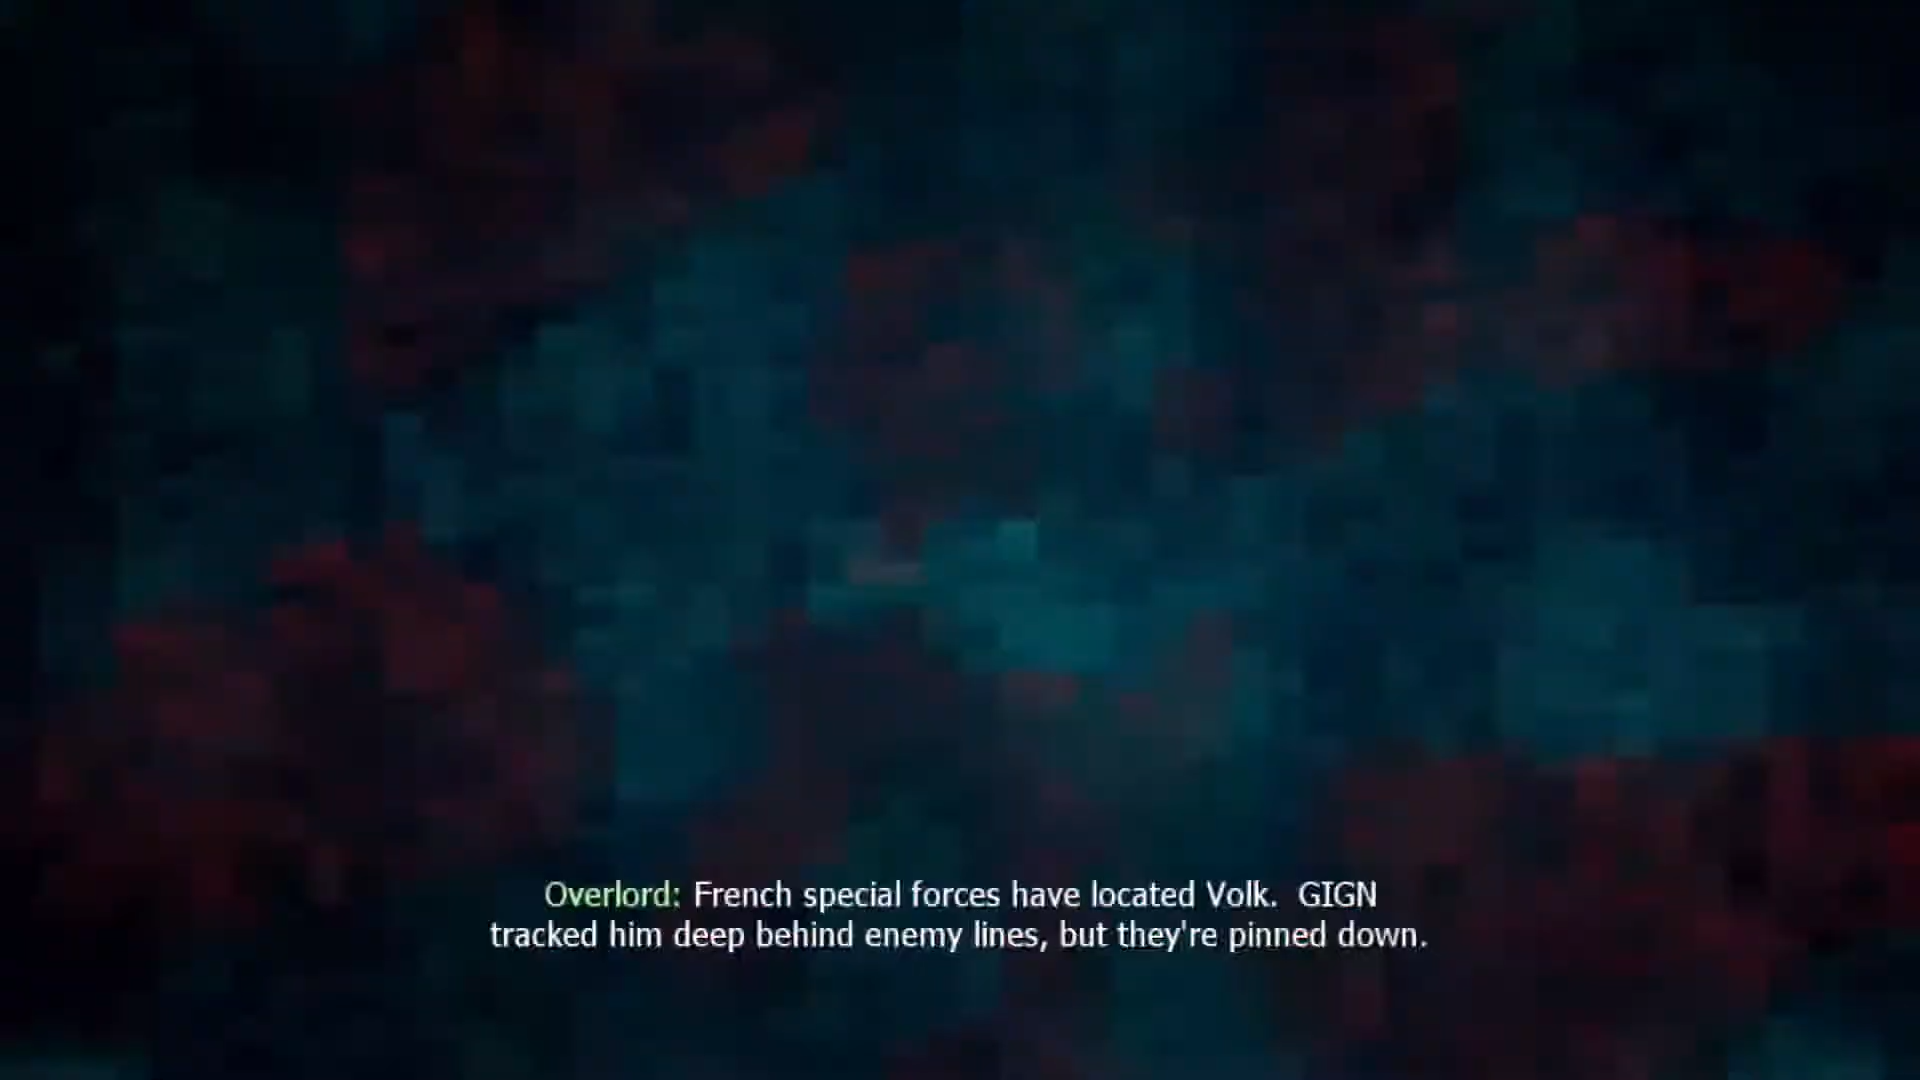 Overlord: French special forces have located Volk.  GIGN
tracked him deep behind enemy lines, but they're pinned down.